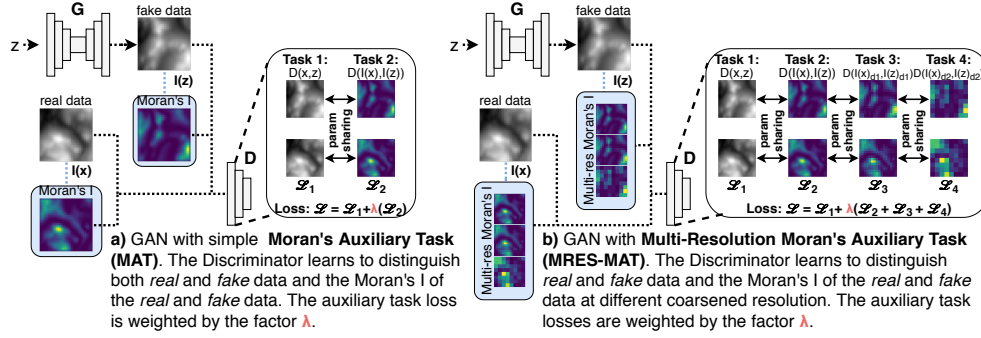 G
fake data
z
I(z)
Moran's I
real data
I(x)
Moran's I
D
Task 1:
D(x,z)
Task 2:
D(I(x),I(z))
param
sharing
ℒ1
ℒ2
Loss: ℒ = ℒ1+λ(ℒ2)
a) GAN with simple Moran's Auxiliary Task
(MAT). The Discriminator learns to distinguish
both real and fake data and the Moran's I of
the real and fake data. The auxiliary task loss
is weighted by the factor λ.
G
fake data
z
I(z)
Multi-res Moran's I
real data
I(x)
Multi-res Moran's I
D
Task 1:
D(x,z)
Task 2:
D(I(x),I(z))
Task 3:
D(I(x)d1,I(z)d1)
Task 4:
D(I(x)d2,I(z)d2)
param
sharing
param
sharing
param
sharing
ℒ1
ℒ2
ℒ3
ℒ4
Loss: ℒ = ℒ1+ λ(ℒ2 + ℒ3 + ℒ4)
b) GAN with Multi-Resolution Moran's Auxiliary Task
(MRES-MAT). The Discriminator learns to distinguish
real and fake data and the Moran's I of the real and fake
data at different coarsened resolution. The auxiliary task
losses are weighted by the factor λ.